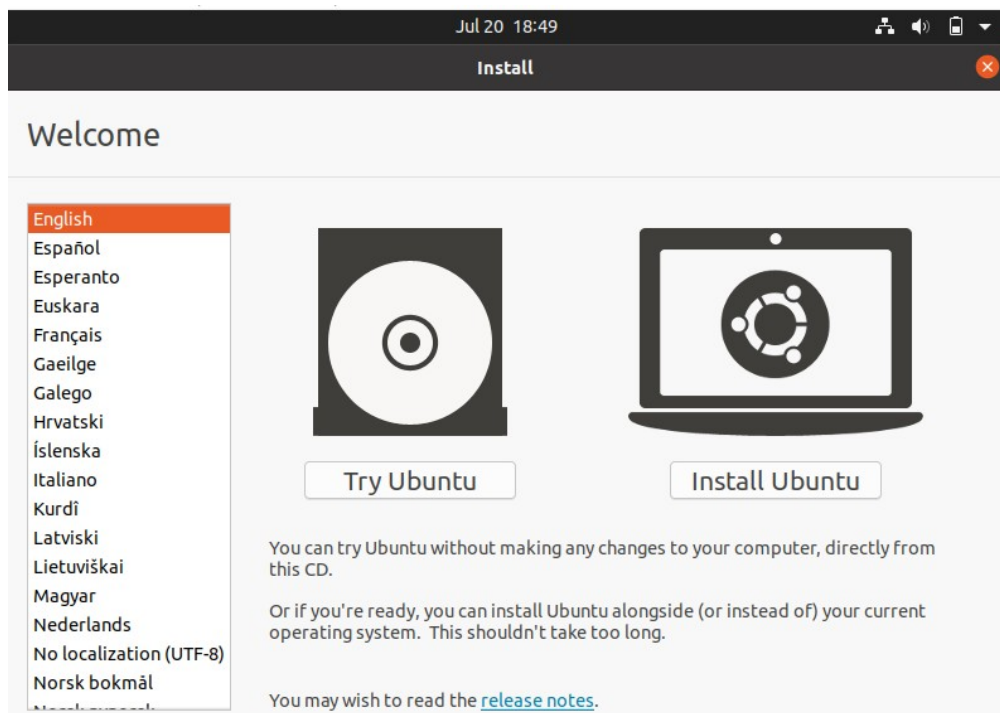 Jul 20 18:49
Install
Welcome
English
Español
Esperanto
Euskara
Français
Gaeilge
Galego
Hrvatski
Íslenska
Italiano
Kurdî
Latviski
Lietuviškai
Magyar
Nederlands
No localization (UTF-8)
Norsk bokmål
Try Ubuntu
Install Ubuntu
You can try Ubuntu without making any changes to your computer, directly from
this CD.
Or if you're ready, you can install Ubuntu alongside (or instead of) your current
operating system. This shouldn't take too long.
You may wish to read the release notes.